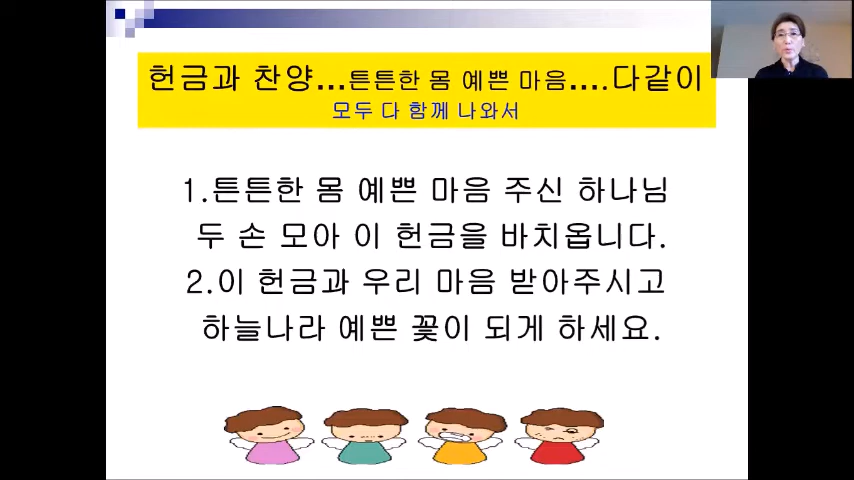 헌금과 찬양...튼튼한 몸 예쁜 마음....다같이
모두 다 함께 나와서
1.튼튼한 몸 예쁜 마음 주신 하나님
두 손 모아 이 헌금을 바치옵니다.
2.이 헌금과 우리 마음 받아주시고
하늘나라 예쁜 꽃이 되게 하세요.